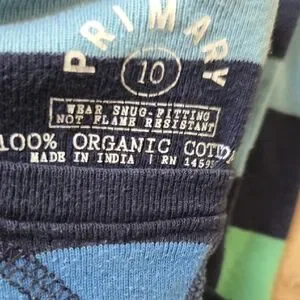 PRIMARY
10
WEAR SNUG-FITTING
NOT FLAME RESISTANT
100% ORGANIC
MADE IN INDIA | RN